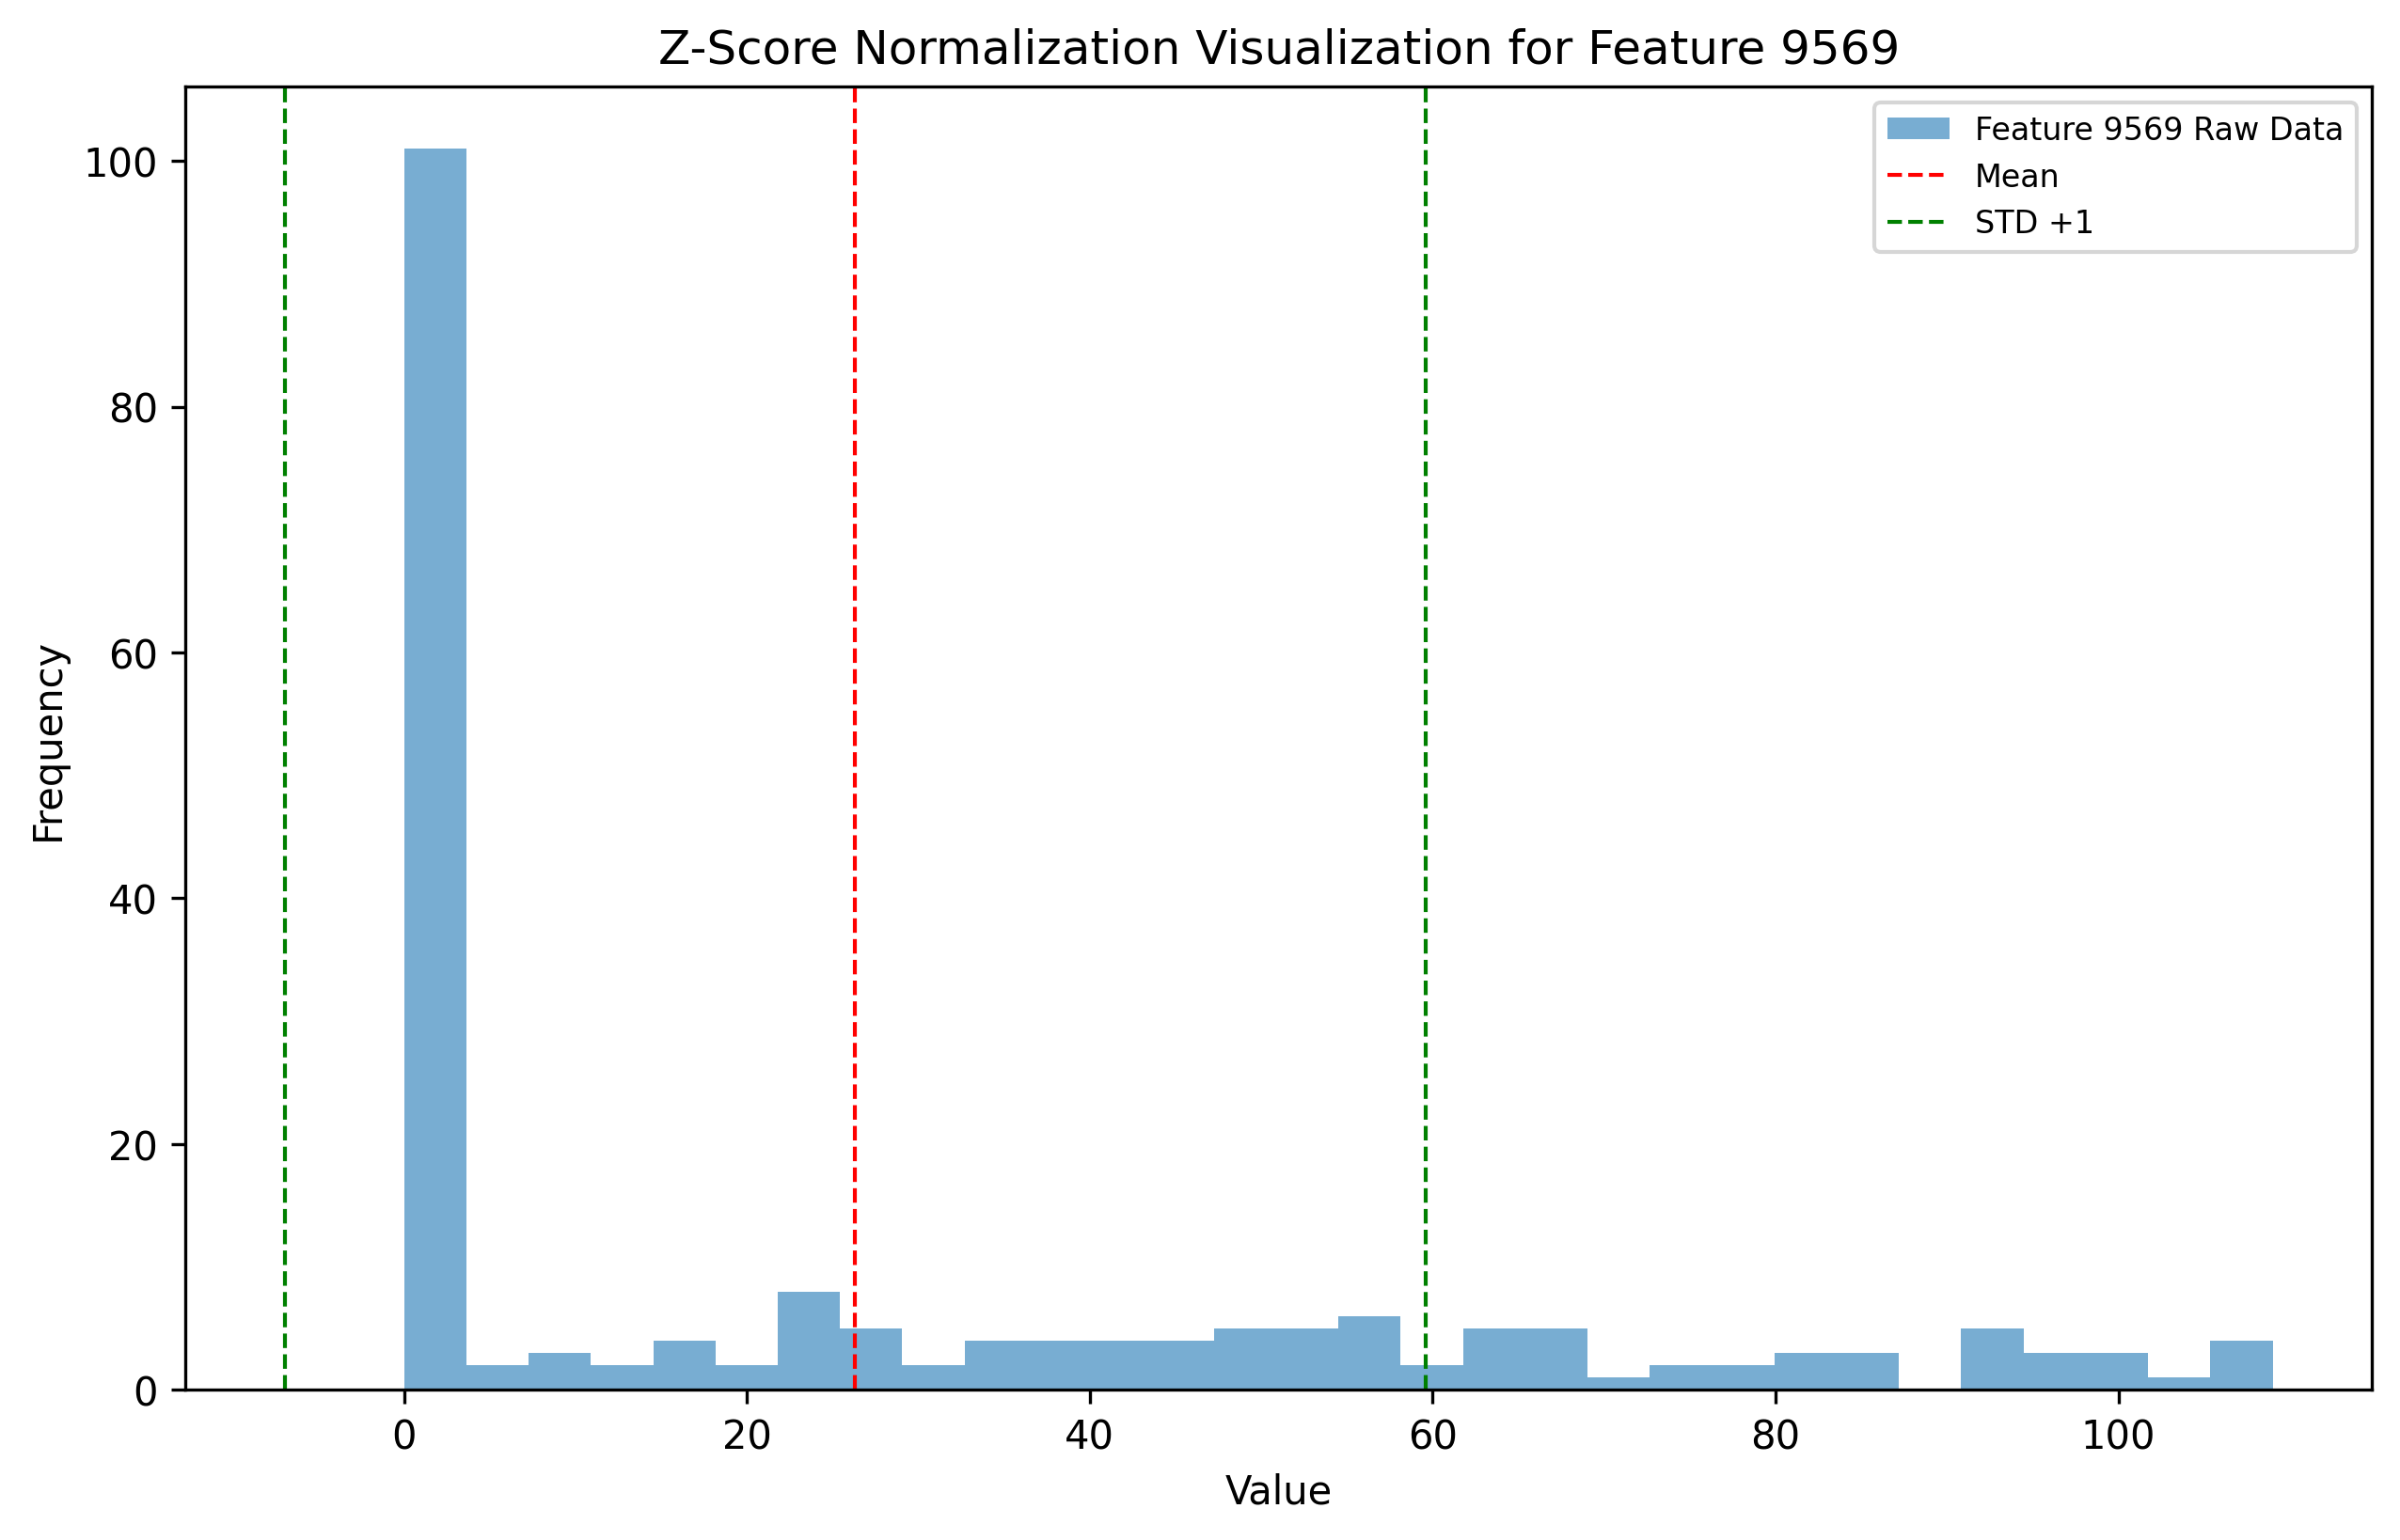 Z-Score Normalization Visualization for Feature 9569
Feature 9569 Raw Data
Mean
STD +1
100
80
60
40
20
0
Frequency
0 20 40 60 80 100
Value